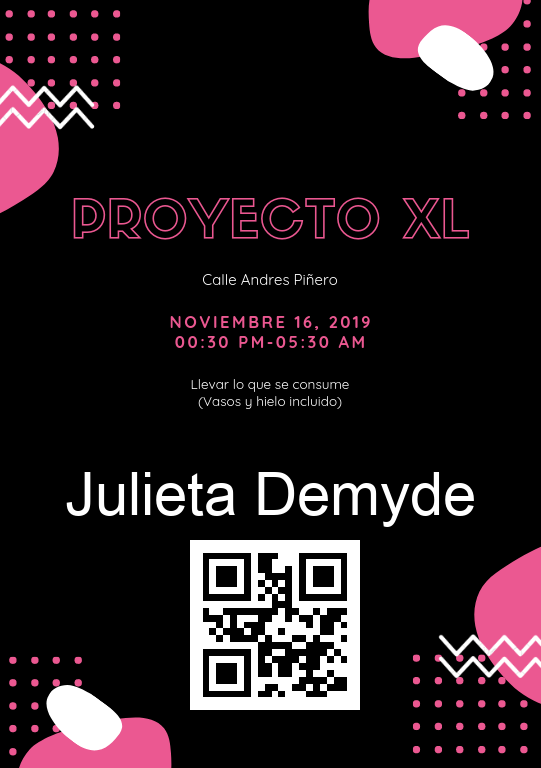 PROYECTO XL
Calle Andres Piñero
NOVIEMBRE 16, 2019
00:30 PM-05:30 AM
Llevar lo que se consume
(Vasos y hielo incluido)
Julieta Demyde